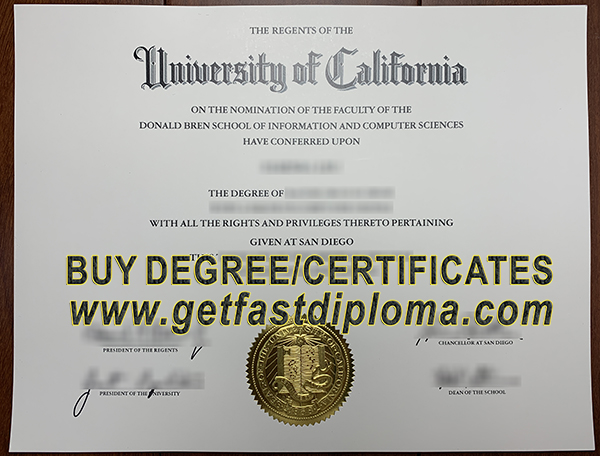 THE REGENTS OF THE
University of California
ON THE NOMINATION OF THE FACULTY OF THE
DONALD BREN SCHOOL OF INFORMATION AND COMPUTER SCIENCES
HAVE CONFERRED UPON
THE DEGREE OF
WITH ALL THE RIGHTS AND PRIVILEGES THERETO PERTAINING
GIVEN AT SAN DIEGO
BUY DEGREE/CERTIFICATES
www.getfastdiploma.com
PRESIDENT OF THE REGENTS
CHANCELLOR AT SAN DIEGO
PRESIDENT OF THE UNIVERSITY
DEAN OF THE SCHOOL